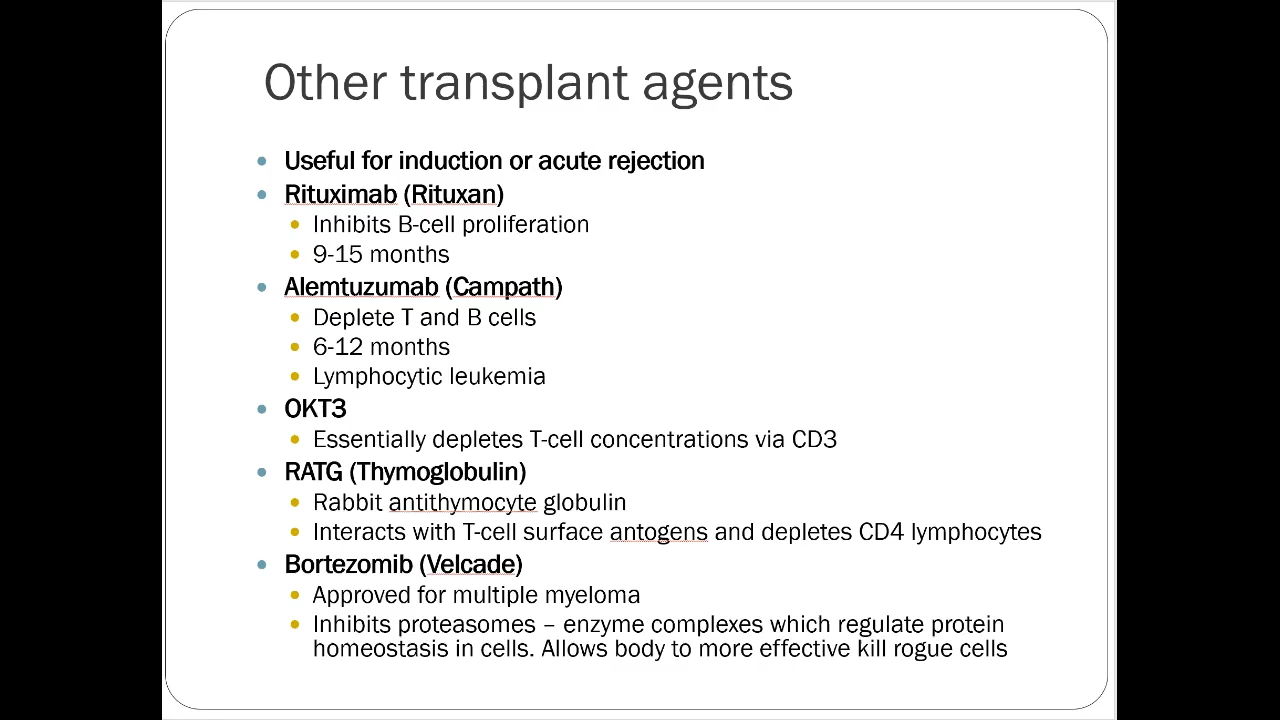 Other transplant agents
Useful for induction or acute rejection
Rituximab (Rituxan)
Inhibits B-cell proliferation
9-15 months
Alemtuzumab (Campath)
Deplete T and B cells
6-12 months
Lymphocytic leukemia
OKT3
Essentially depletes T-cell concentrations via CD3
RATG (Thymoglobulin)
Rabbit antithymocyte globulin
Interacts with T-cell surface antogens and depletes CD4 lymphocytes
Bortezomib (Velcade)
Approved for multiple myeloma
Inhibits proteasomes – enzyme complexes which regulate protein
homeostasis in cells. Allows body to more effective kill rogue cells